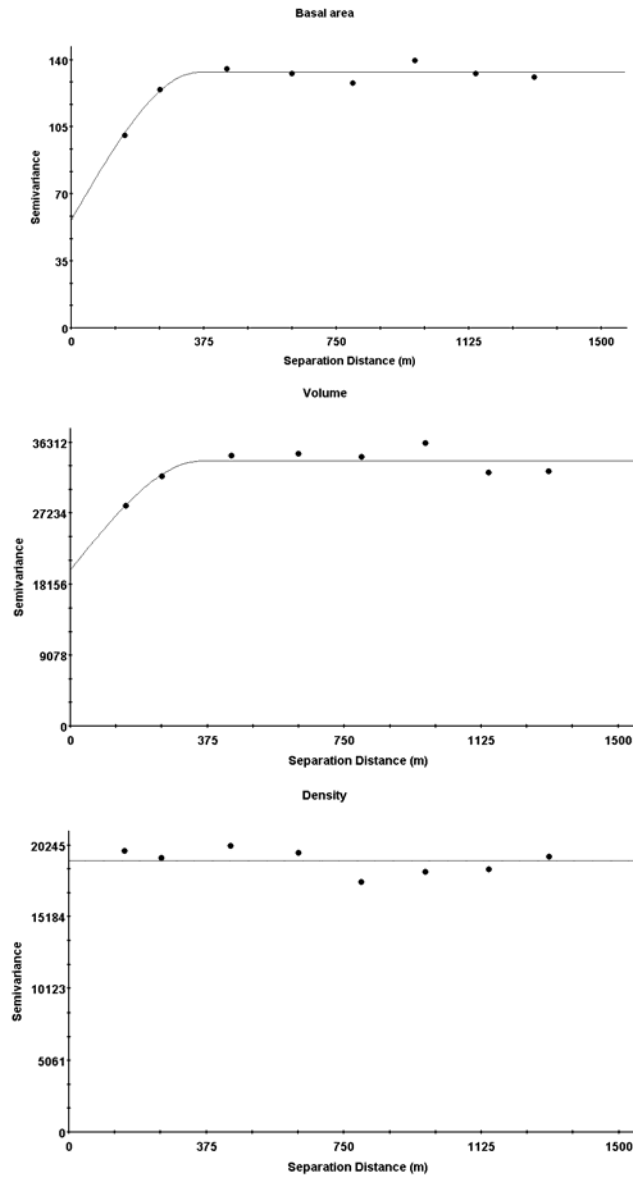 Basal area
140
105
70
35
0
Semivariance
0 375 750 1125 1500
Separation Distance (m)
Volume
36312
27234
18156
9078
0
Semivariance
0 375 750 1125 1500
Separation Distance (m)
Density
20245
15184
10123
5061
0
Semivariance
0 375 750 1125 1500
Separation Distance (m)